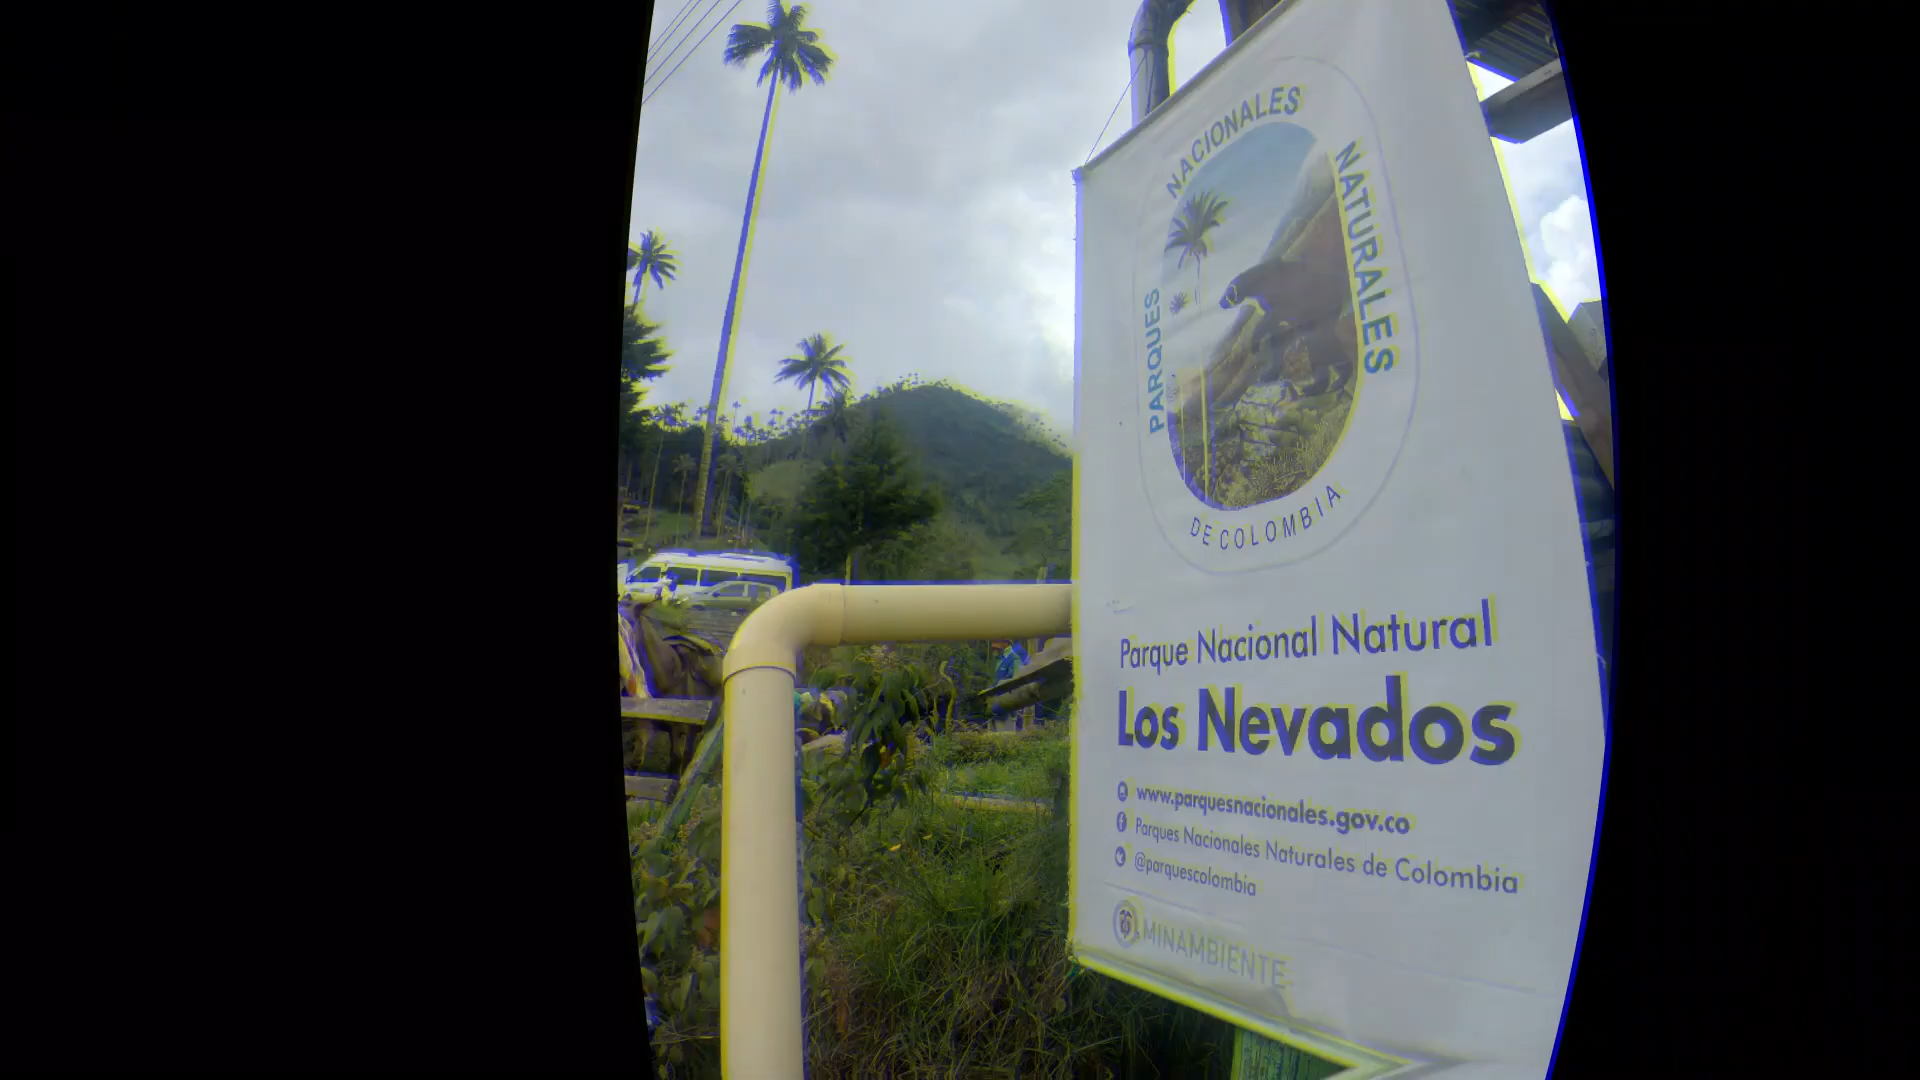 PARQUES NACIONALES NATURALES
DE COLOMBIA
Parque Nacional Natural
Los Nevados
www.parquesnacionales.gov.co
Parques Nacionales Naturales de Colombia
@parquescolombia
MINAMBIENTE